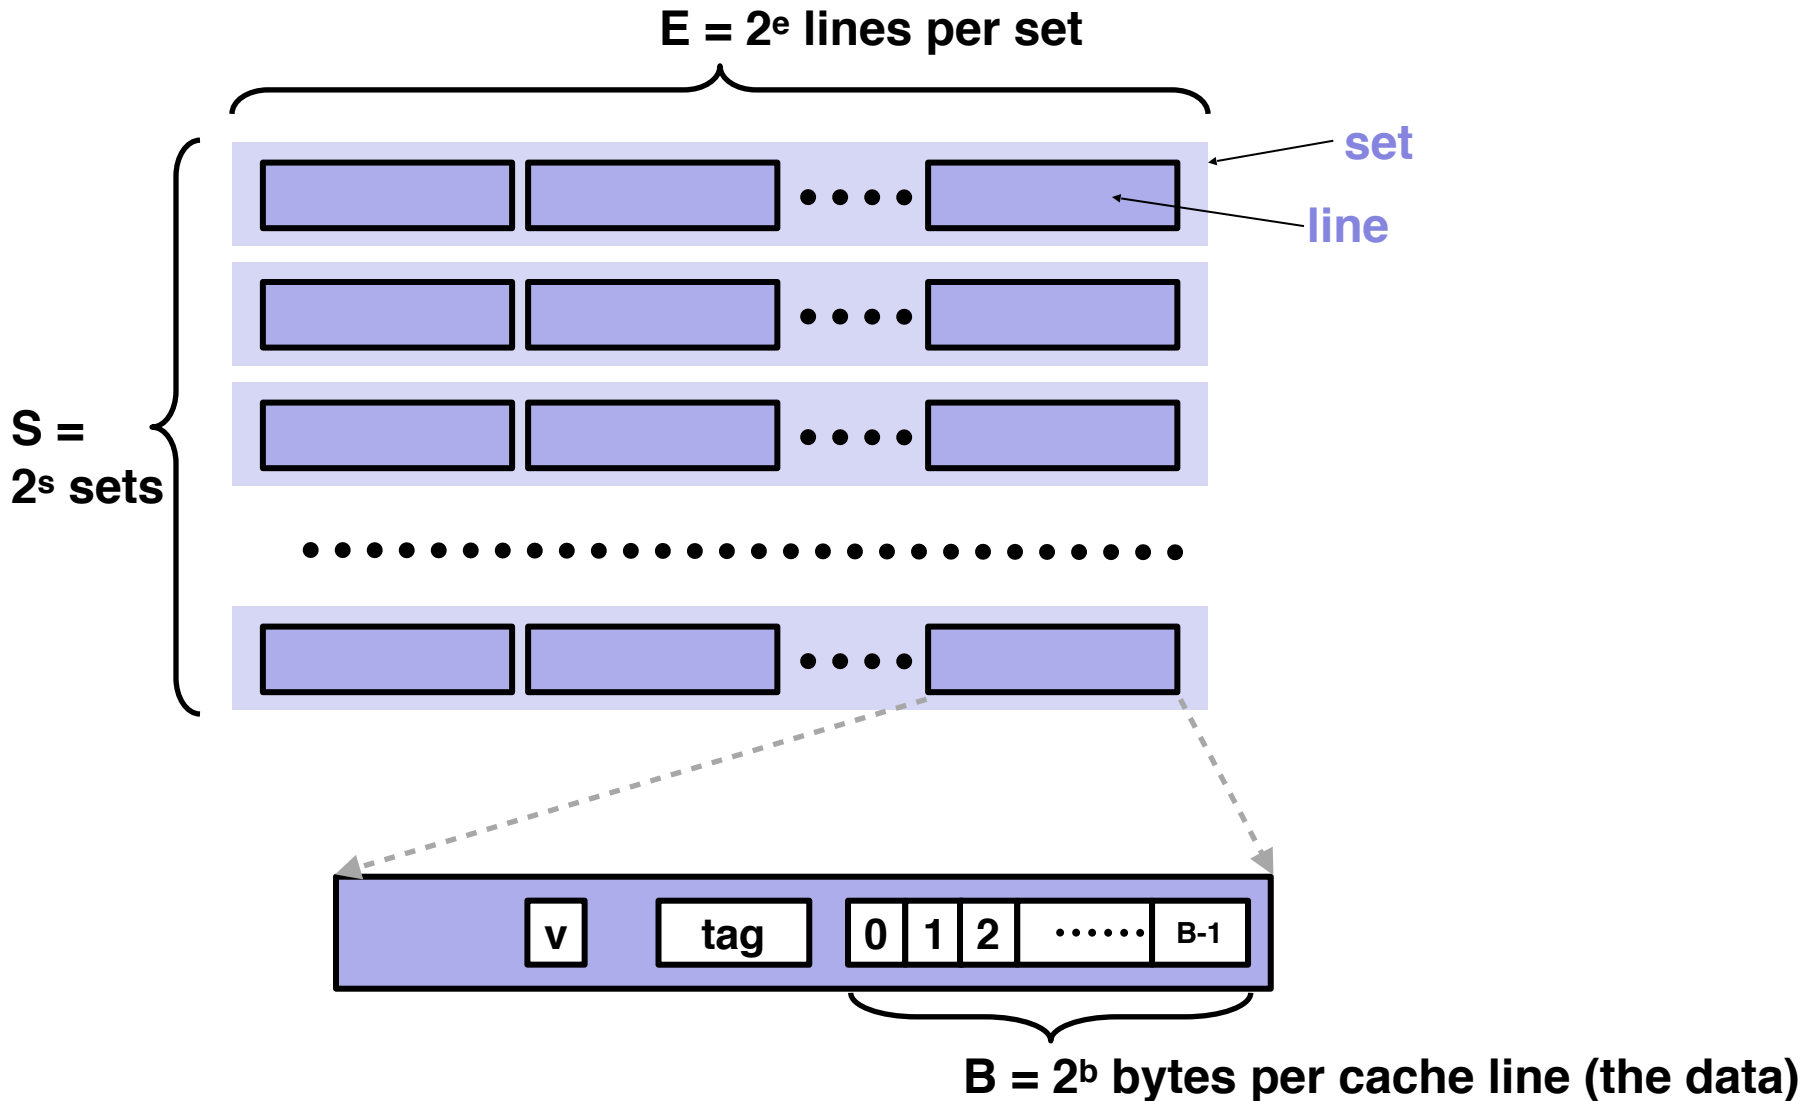 E = 2ᵉ lines per set
set
line
S =
2ˢ sets
v tag 0 1 2 ······ B-1
B = 2ᵇ bytes per cache line (the data)